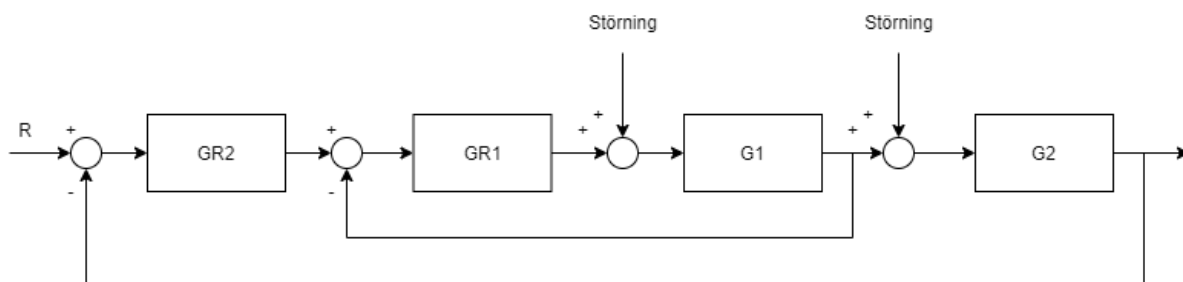 Störning Störning
R + GR2 + GR1 + + G1 + + G2
- -